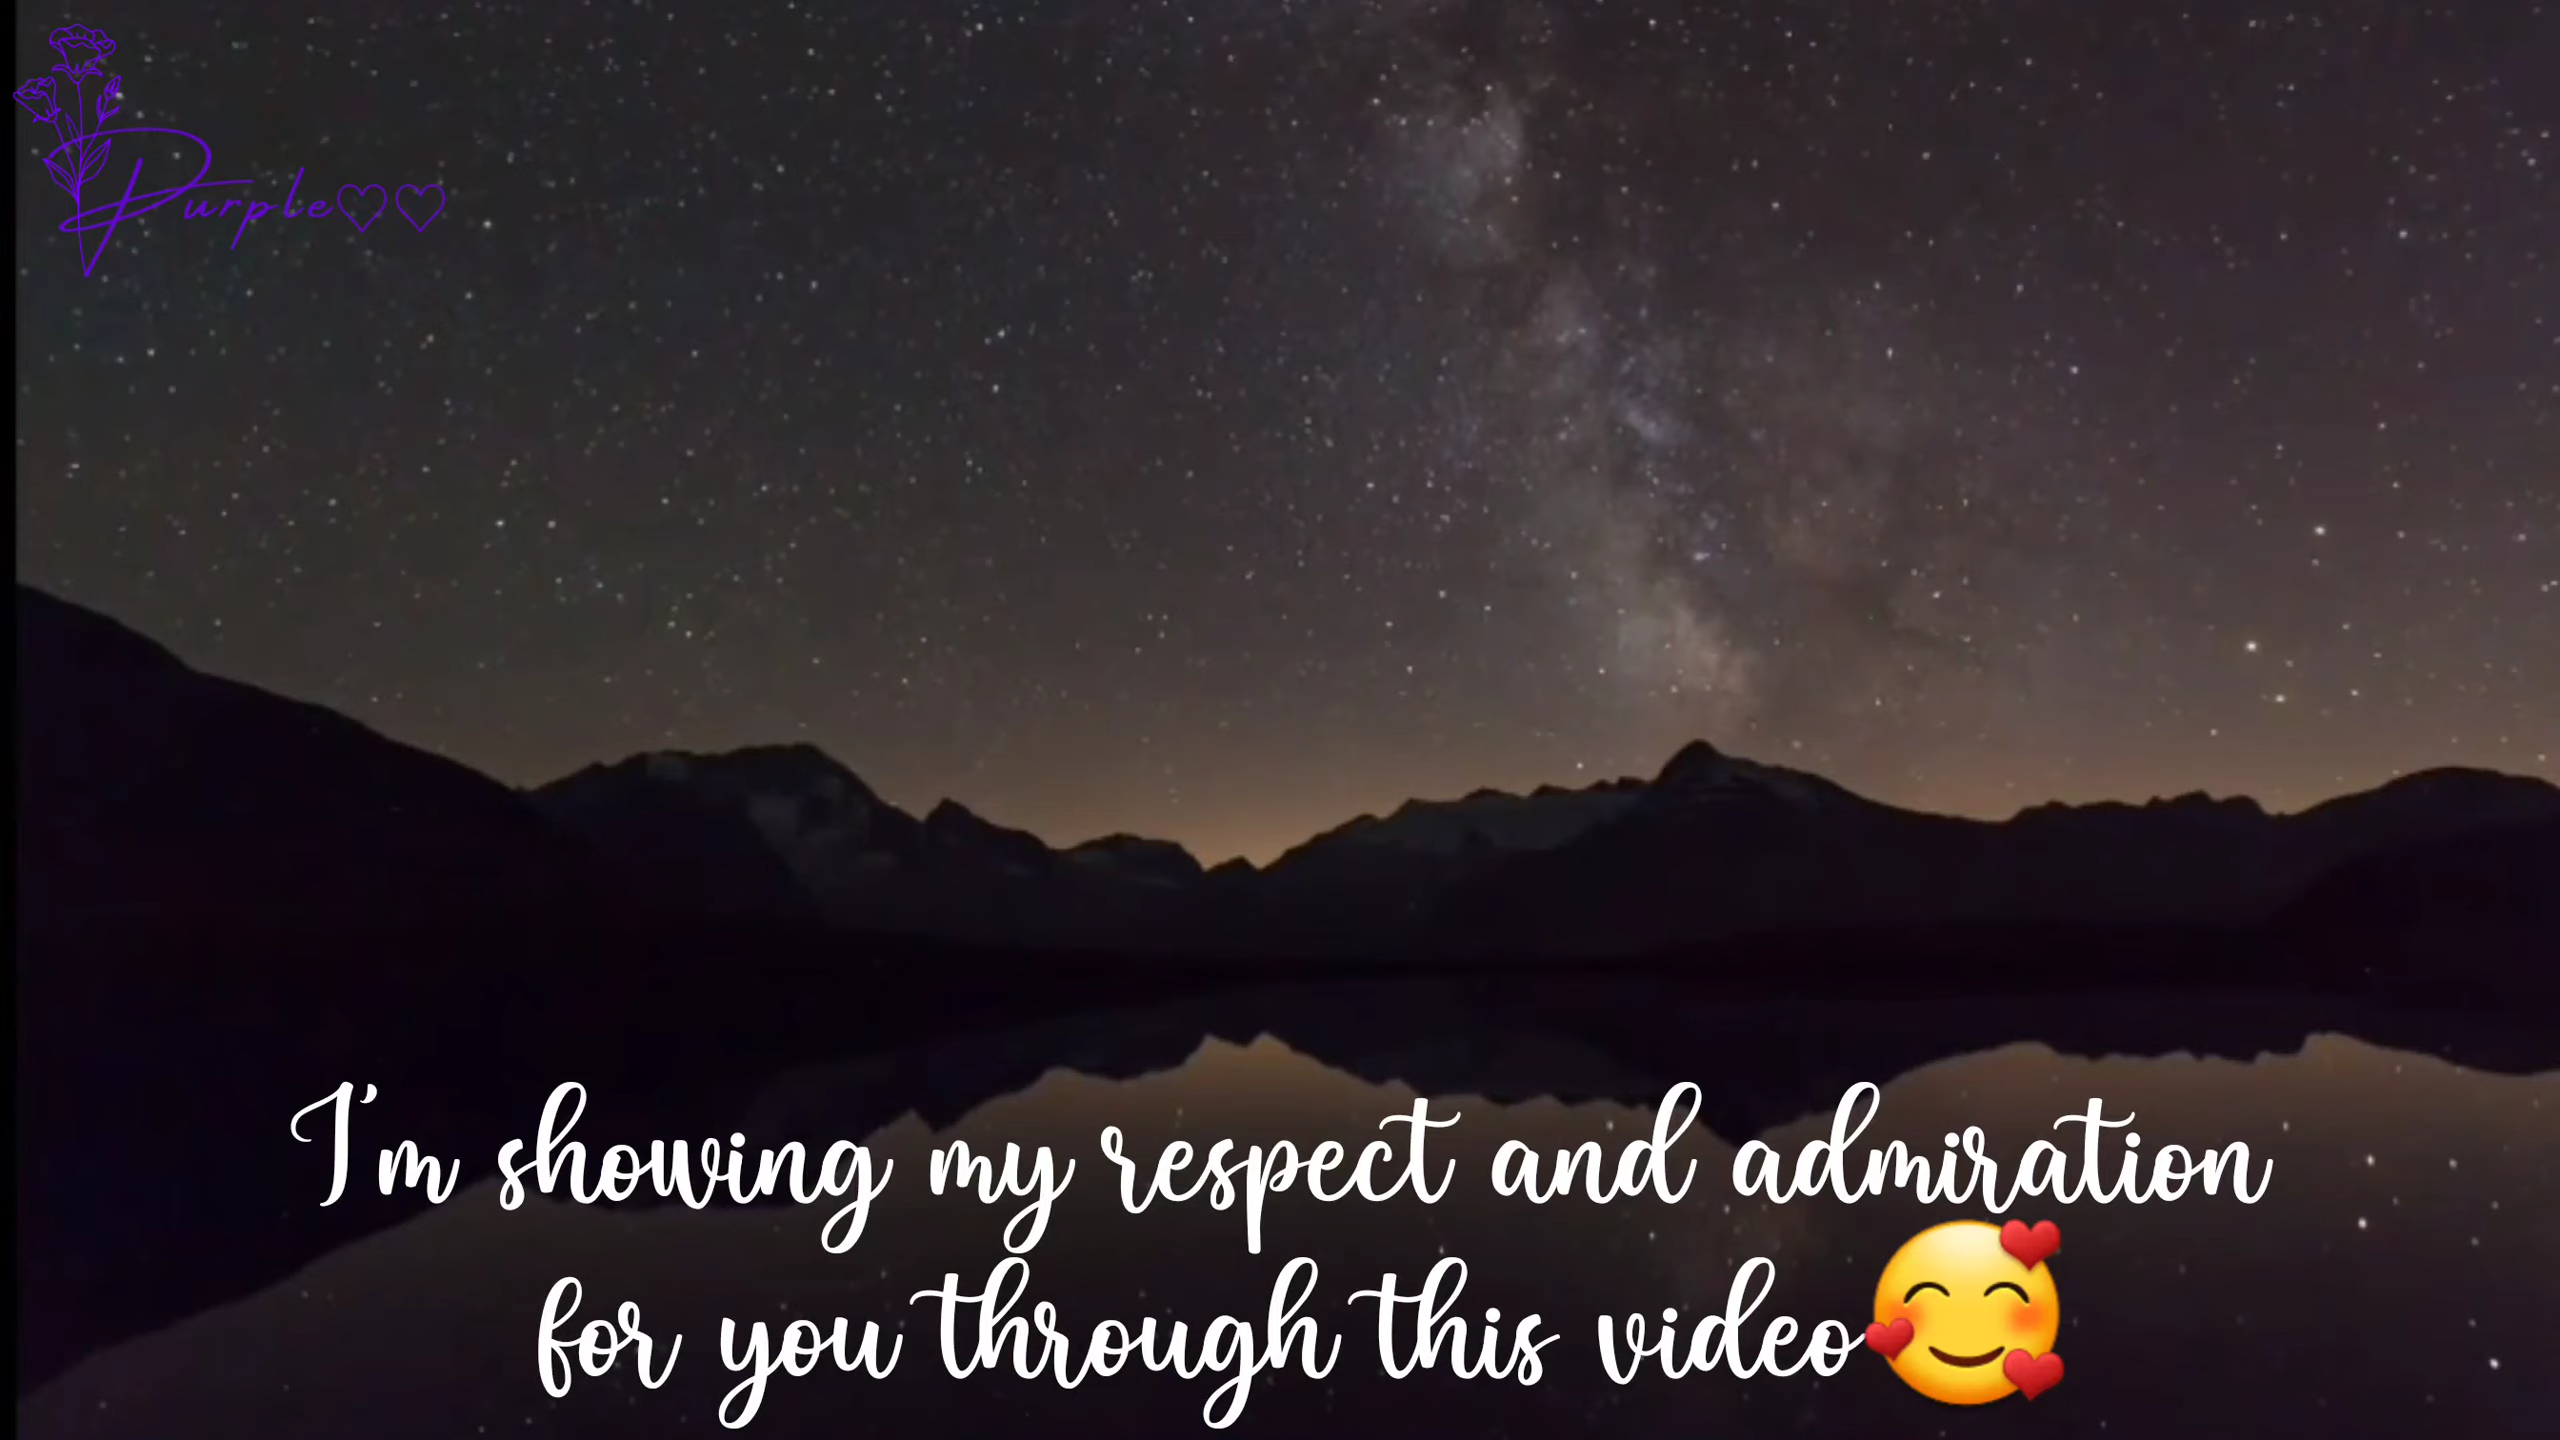 Purple♡♡
I'm showing my respect and admiration
for you through this video🥰